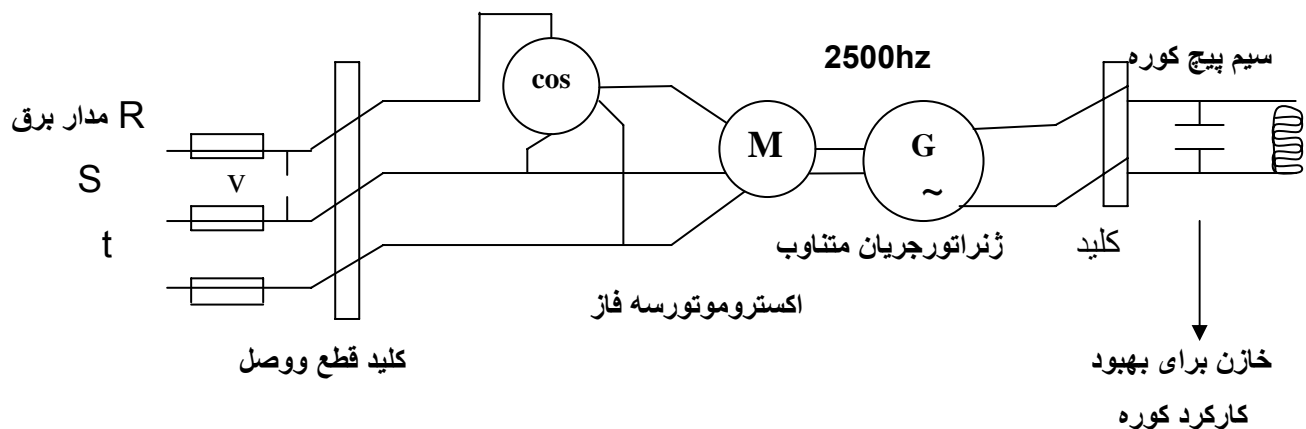 cos
2500hz
سیم پیچ کوره
R مدار برق
M
G
~
S
V
t
ژنراتورجریان متناوب
کلید
اکستروموتورسه فاز
کلید قطع ووصل
خازن برای بهبود
کارکرد کوره